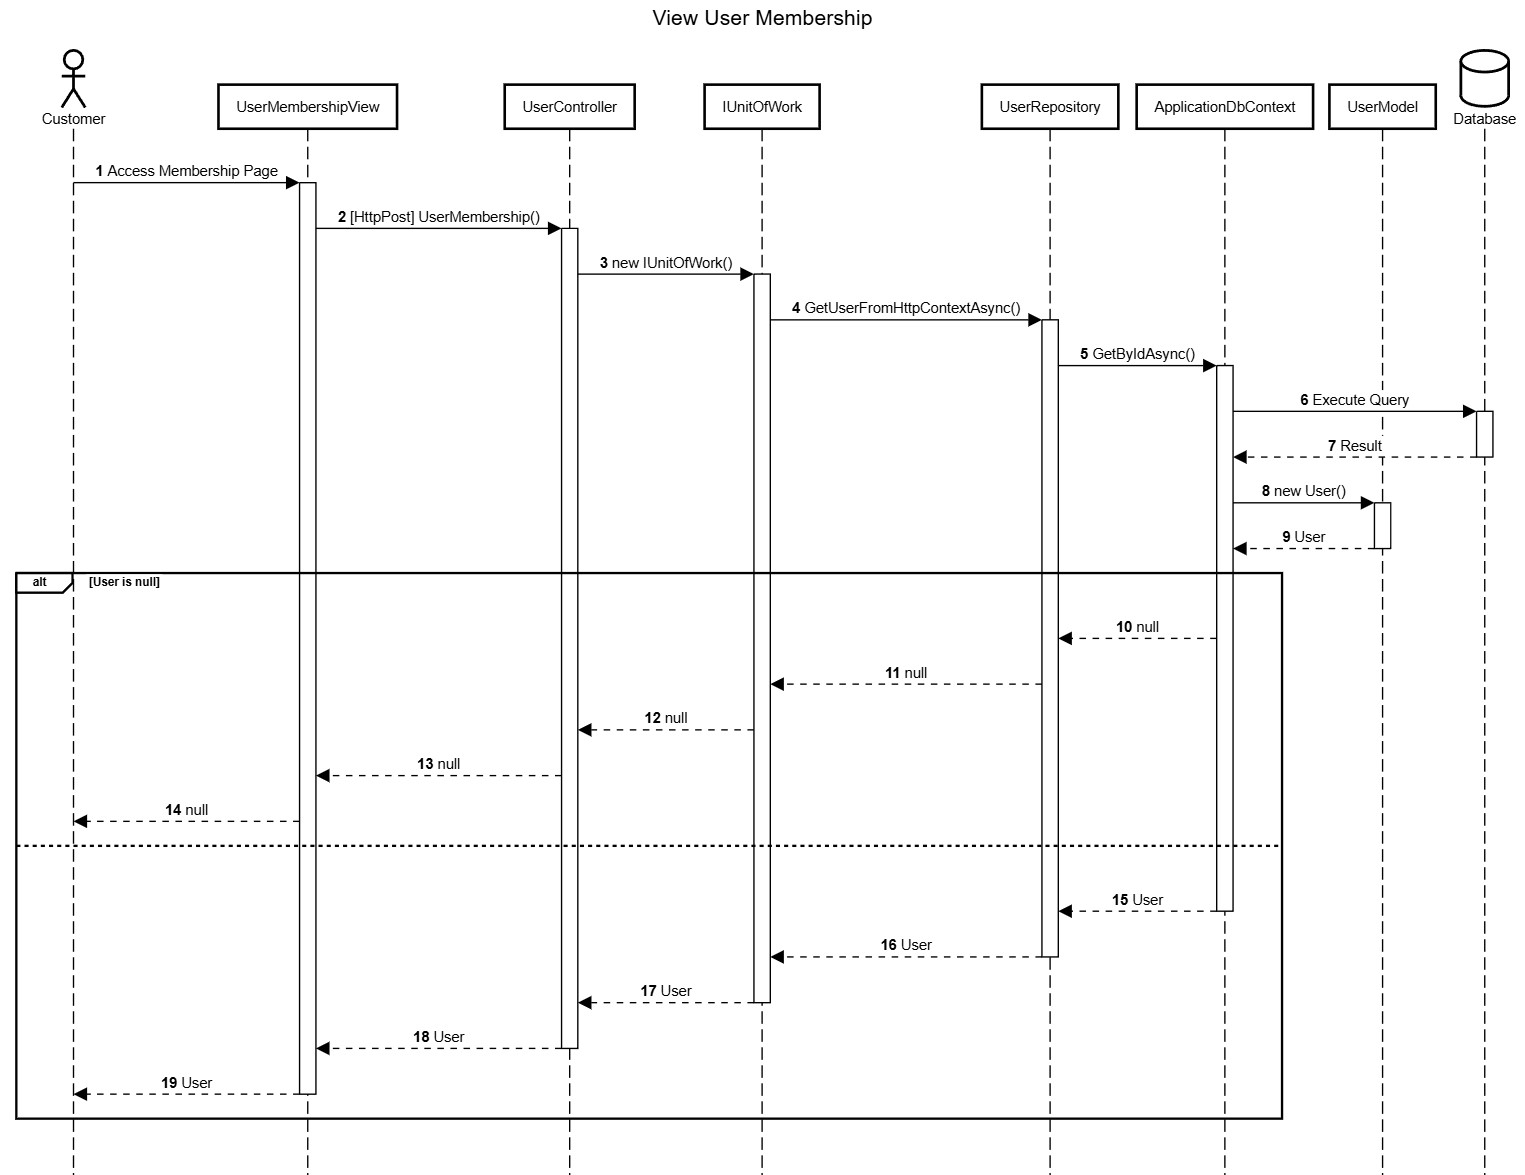 View User Membership
Customer
UserMembershipView
UserController
IUnitOfWork
UserRepository
ApplicationDbContext
UserModel
Database
1 Access Membership Page
2 [HttpPost] UserMembership()
3 new IUnitOfWork()
4 GetUserFromHttpContextAsync()
5 GetByIdAsync()
6 Execute Query
7 Result
8 new User()
9 User
alt [User is null]
10 null
11 null
12 null
13 null
14 null
15 User
16 User
17 User
18 User
19 User